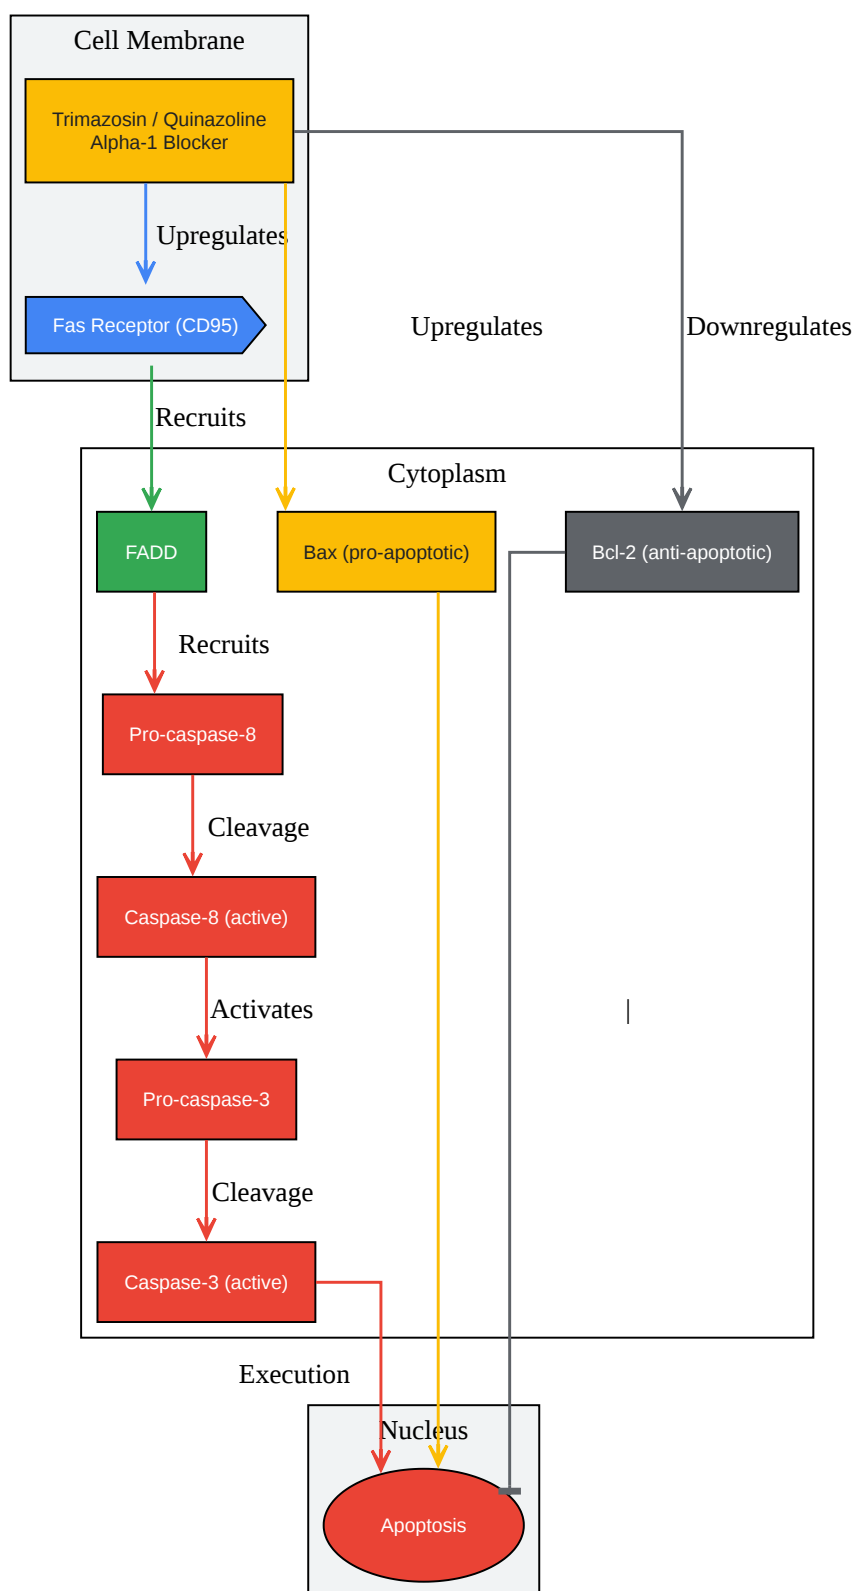 Cell Membrane
Trimazosin / Quinazoline
Alpha-1 Blocker
Upregulates
Fas Receptor (CD95)
Upregulates
Downregulates
Recruits
Cytoplasm
FADD
Bax (pro-apoptotic)
Bcl-2 (anti-apoptotic)
Recruits
Pro-caspase-8
Cleavage
Caspase-8 (active)
Activates
|
Pro-caspase-3
Cleavage
Caspase-3 (active)
Execution
Nucleus
Apoptosis